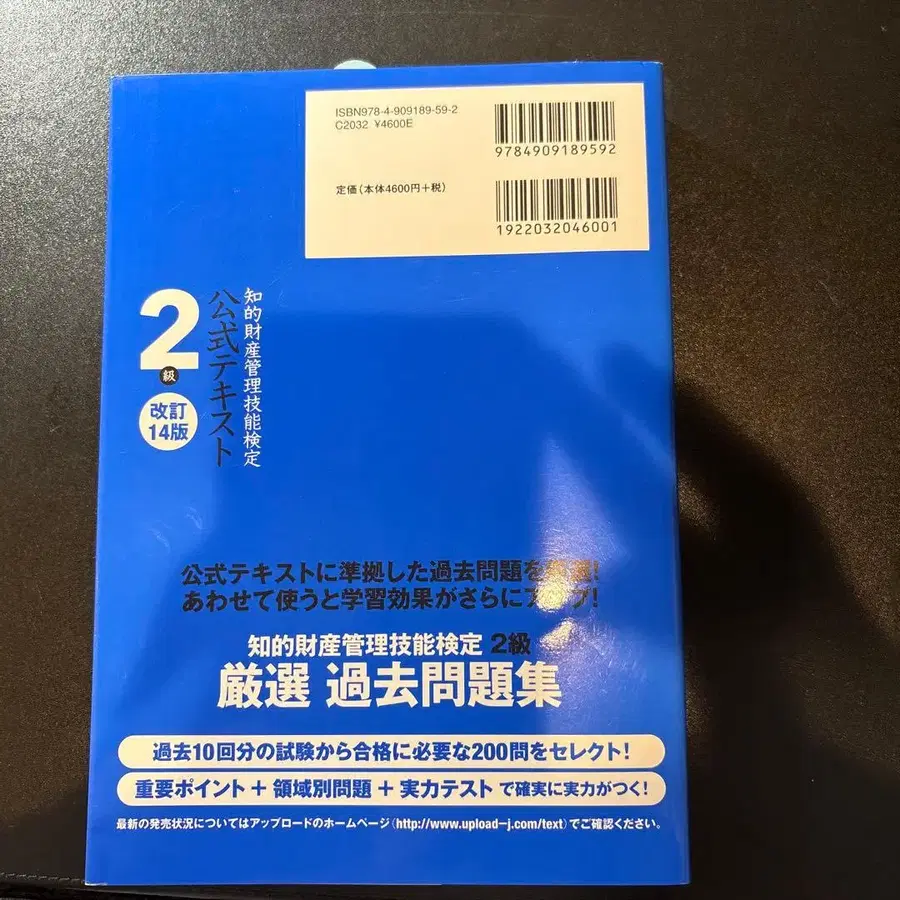 ISBN978-4-909189-59-2
C2032 ¥4600E
9784909189592
定価(本体4600円+税)
1922032046001
知的財産管理技能検定
公式テキスト
2級
改訂
14版
公式テキストに準拠した過去問題を !
あわせて使うと学習効果がさらにアップ!
知的財産管理技能検定 2級
厳選 過去問題集
過去10回分の試験から合格に必要な200問をセレクト!
重要ポイント + 領域別問題 + 実力テスト で確実に実力がつく!
最新の発売状況についてはアップロードのホームページ(http://www.upload-j.com/text)でご確認ください。